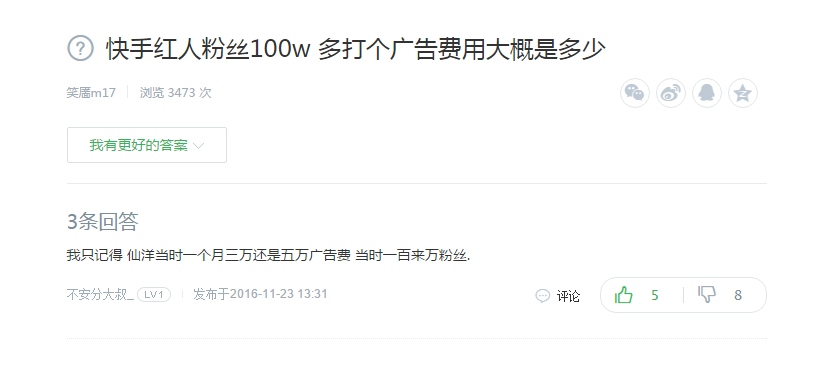 快手红人粉丝100w 多打个广告费用大概是多少
笑靥m17 浏览 3473 次
我有更好的答案
3条回答
我只记得 仙洋当时一个月三万还是五万广告费 当时一百来万粉丝.
不安分大叔_ LV1 发布于2016-11-23 13:31 评论 5 8